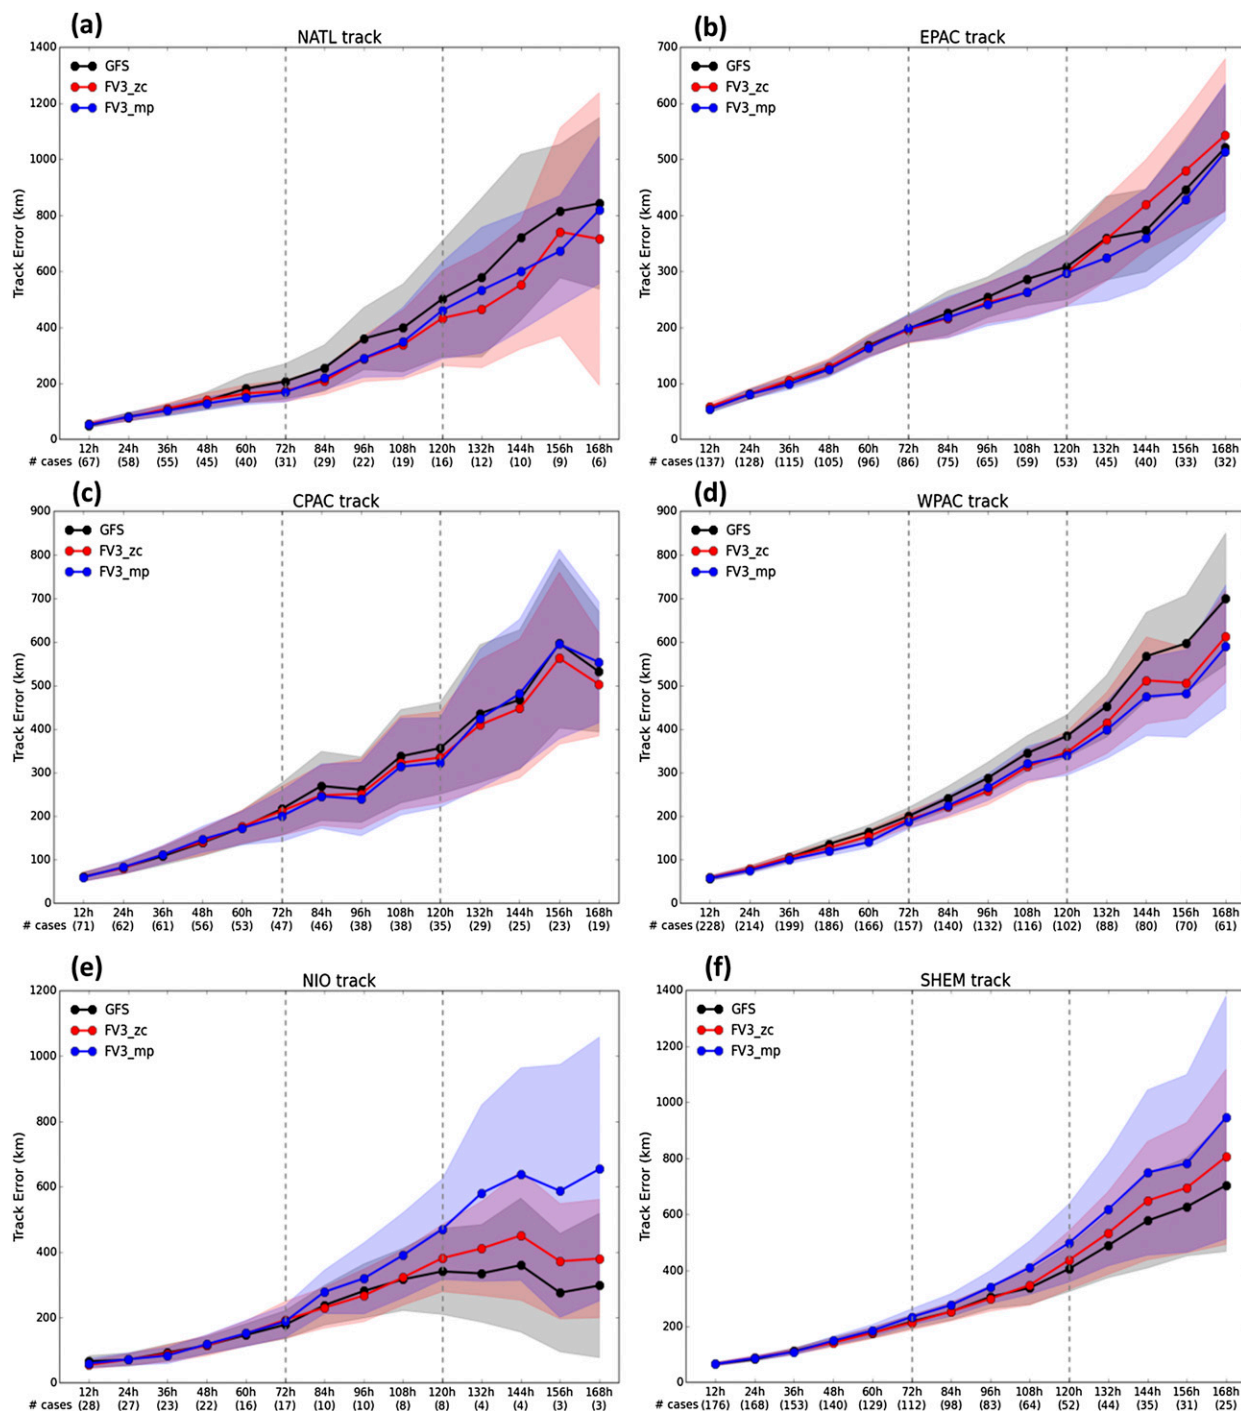 (a)
NATL track
1400
1200
1000
800
600
400
200
0
Track Error (km)
GFS
FV3_zc
FV3_mp
12h 24h 36h 48h 60h 72h 84h 96h 108h 120h 132h 144h 156h 168h
# cases (67) (58) (55) (45) (40) (31) (29) (22) (19) (16) (12) (10) (9) (6)
(b)
EPAC track
700
600
500
400
300
200
100
0
Track Error (km)
GFS
FV3_zc
FV3_mp
12h 24h 36h 48h 60h 72h 84h 96h 108h 120h 132h 144h 156h 168h
# cases (137) (128) (115) (105) (96) (86) (75) (65) (59) (53) (45) (40) (33) (32)
(c)
CPAC track
900
800
700
600
500
400
300
200
100
0
Track Error (km)
GFS
FV3_zc
FV3_mp
12h 24h 36h 48h 60h 72h 84h 96h 108h 120h 132h 144h 156h 168h
# cases (71) (62) (61) (56) (53) (47) (46) (38) (38) (35) (29) (25) (23) (19)
(d)
WPAC track
900
800
700
600
500
400
300
200
100
0
Track Error (km)
GFS
FV3_zc
FV3_mp
12h 24h 36h 48h 60h 72h 84h 96h 108h 120h 132h 144h 156h 168h
# cases (228) (214) (199) (186) (166) (157) (140) (132) (116) (102) (88) (80) (70) (61)
(e)
NIO track
1200
1000
800
600
400
200
0
Track Error (km)
GFS
FV3_zc
FV3_mp
12h 24h 36h 48h 60h 72h 84h 96h 108h 120h 132h 144h 156h 168h
# cases (28) (27) (23) (22) (16) (17) (10) (10) (8) (8) (4) (4) (3) (3)
(f)
SHEM track
1400
1200
1000
800
600
400
200
0
Track Error (km)
GFS
FV3_zc
FV3_mp
12h 24h 36h 48h 60h 72h 84h 96h 108h 120h 132h 144h 156h 168h
# cases (176) (168) (153) (140) (129) (112) (98) (83) (64) (52) (44) (35) (31) (25)